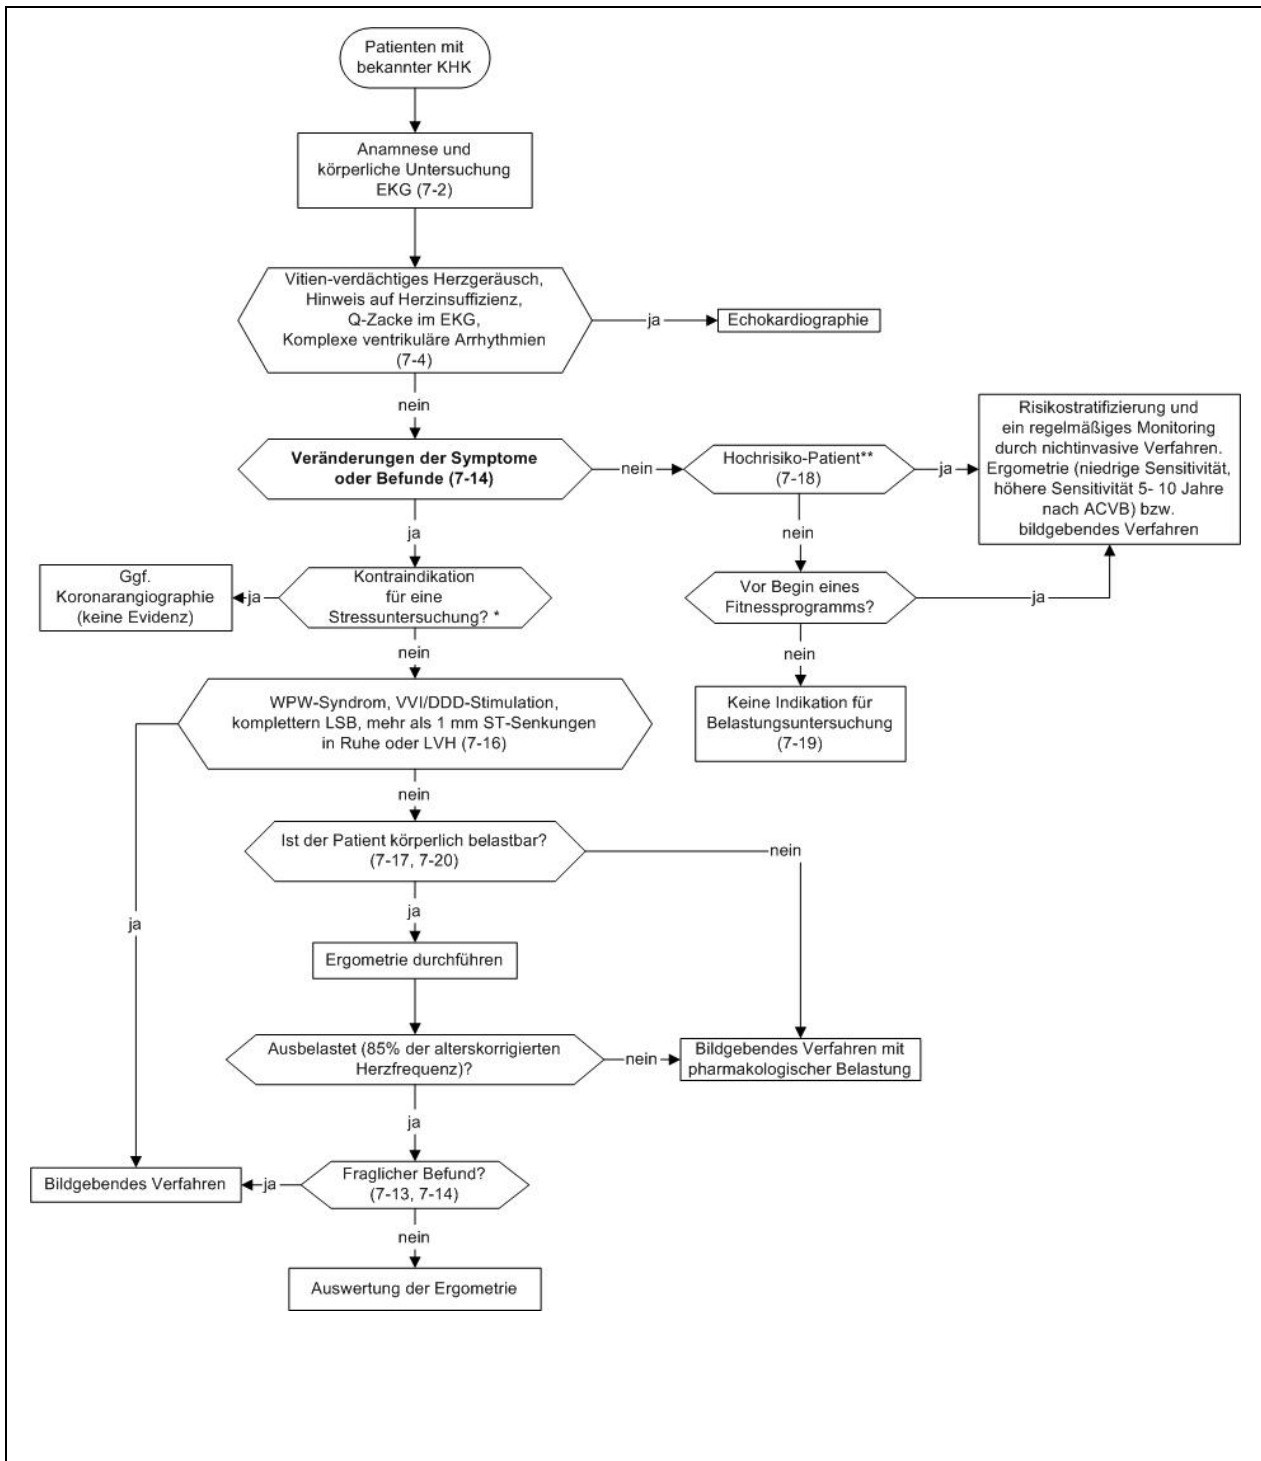 Patienten mit
bekannter KHK
Anamnese und
körperliche Untersuchung
EKG (7-2)
Vitien-verdächtiges Herzgeräusch,
Hinweis auf Herzinsuffizienz,
Q-Zacke im EKG,
Komplexe ventrikuläre Arrhythmien
(7-4)
ja
Echokardiographie
nein
Veränderungen der Symptome
oder Befunde (7-14)
nein
Hochrisiko-Patient**
(7-18)
ja
Risikostratifizierung und
ein regelmäßiges Monitoring
durch nichtinvasive Verfahren.
Ergometrie (niedrige Sensitivität,
höhere Sensitivität 5- 10 Jahre
nach ACVB) bzw.
bildgebendes Verfahren
ja
nein
Ggf.
Koronarangiographie
(keine Evidenz)
ja
Kontraindikation
für eine
Stressuntersuchung? *
Vor Begin eines
Fitnessprogramms?
ja
nein
nein
WPW-Syndrom, VVI/DDD-Stimulation,
komplettern LSB, mehr als 1 mm ST-Senkungen
in Ruhe oder LVH (7-16)
Keine Indikation für
Belastungsuntersuchung
(7-19)
nein
Ist der Patient körperlich belastbar?
(7-17, 7-20)
nein
ja
ja
Ergometrie durchführen
Ausbelastet (85% der alterskorrigierten
Herzfrequenz)?
nein
Bildgebendes Verfahren mit
pharmakologischer Belastung
ja
Bildgebendes Verfahren
ja
Fraglicher Befund?
(7-13, 7-14)
nein
Auswertung der Ergometrie